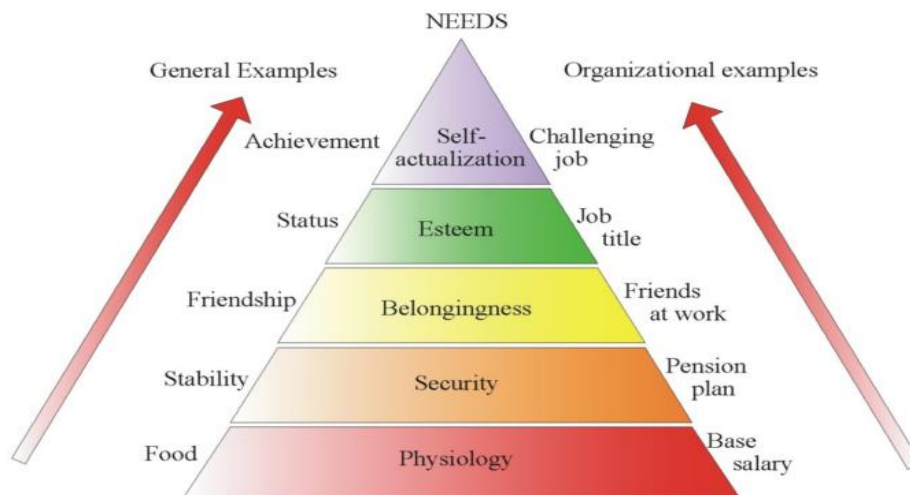 NEEDS
General Examples
Organizational examples
Achievement
Self-
actualization
Challenging
job
Status
Esteem
Job
title
Friendship
Belongingness
Friends
at work
Stability
Security
Pension
plan
Food
Physiology
Base
salary